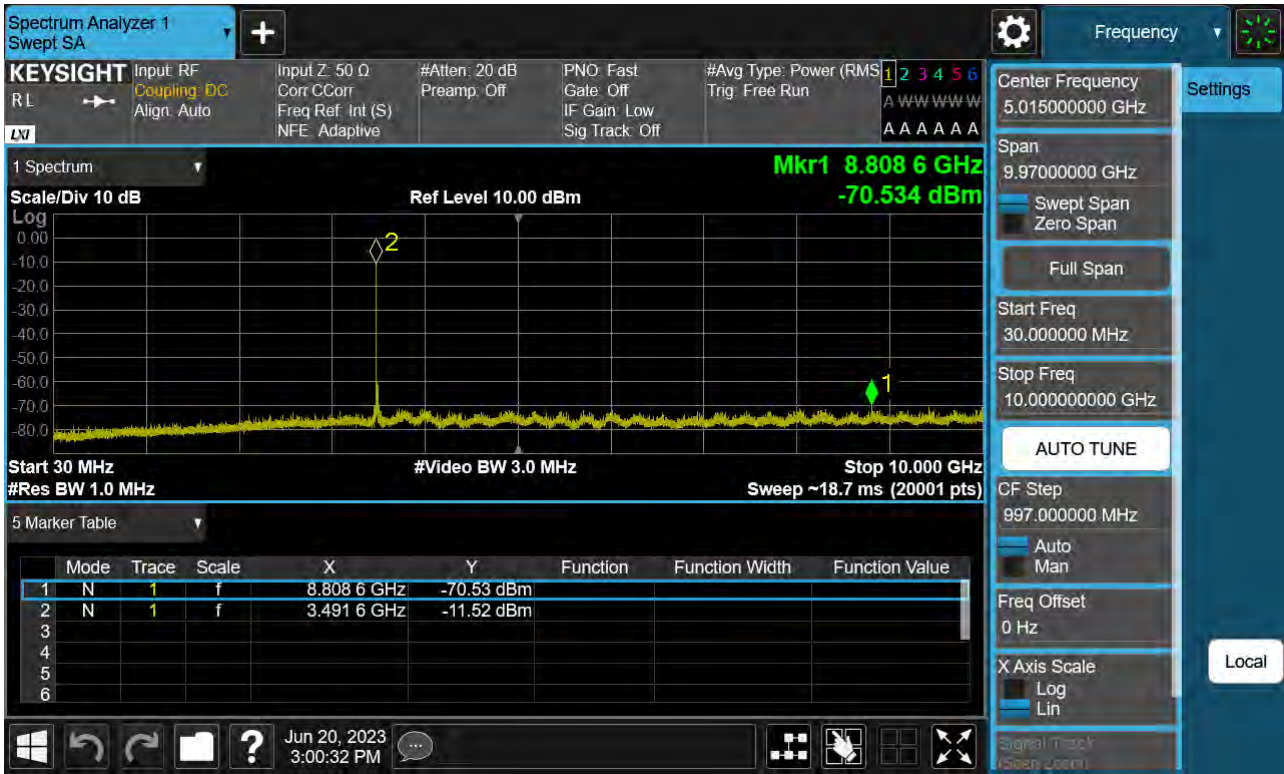 Spectrum Analyzer 1
Swept SA
+
Frequency
KEYSIGHT
RL
LXI
Input: RF
Coupling: DC
Align: Auto
Input Z: 50 Ω
Corr CCorr
Freq Ref: Int (S)
NFE: Adaptive
#Atten: 20 dB
Preamp: Off
PNO: Fast
Gate: Off
IF Gain: Low
Sig Track: Off
#Avg Type: Power (RMS
Trig: Free Run
1 2 3 4 5 6
A W W W W W
A A A A A A
1 Spectrum
Scale/Div 10 dB
Ref Level 10.00 dBm
Mkr1 8.808 6 GHz
-70.534 dBm
Log
0.00
-10.0
-20.0
-30.0
-40.0
-50.0
-60.0
-70.0
-80.0
2
1
Start 30 MHz
#Video BW 3.0 MHz
Stop 10.000 GHz
#Res BW 1.0 MHz
Sweep ~18.7 ms (20001 pts)
5 Marker Table
Mode Trace Scale X Y Function Function Width Function Value
1 N 1 f 8.808 6 GHz -70.53 dBm
2 N 1 f 3.491 6 GHz -11.52 dBm
3
4
5
6
?
Jun 20, 2023
3:00:32 PM
Center Frequency
5.015000000 GHz
Span
9.97000000 GHz
Swept Span
Zero Span
Full Span
Start Freq
30.000000 MHz
Stop Freq
10.000000000 GHz
AUTO TUNE
CF Step
997.000000 MHz
Auto
Man
Freq Offset
0 Hz
X Axis Scale
Log
Lin
Signal Track
(Span Zoom)
Settings
Local